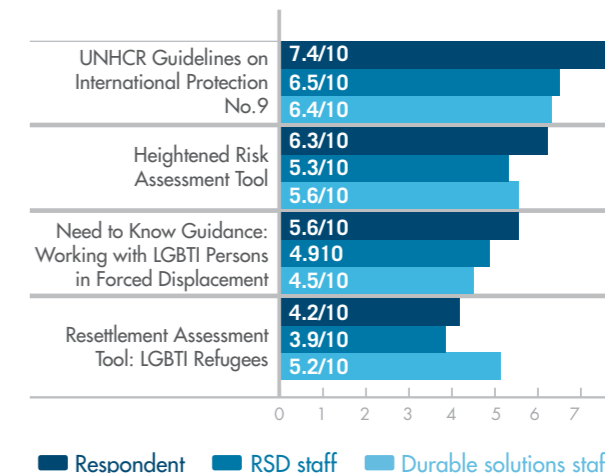 UNHCR Guidelines on
International Protection
No.9
7.4/10
6.5/10
6.4/10
Heightened Risk
Assessment Tool
6.3/10
5.3/10
5.6/10
Need to Know Guidance:
Working with LGBTI Persons
in Forced Displacement
5.6/10
4.910
4.5/10
Resettlement Assessment
Tool: LGBTI Refugees
4.2/10
3.9/10
5.2/10
0 1 2 3 4 5 6 7
Respondent RSD staff Durable solutions staf